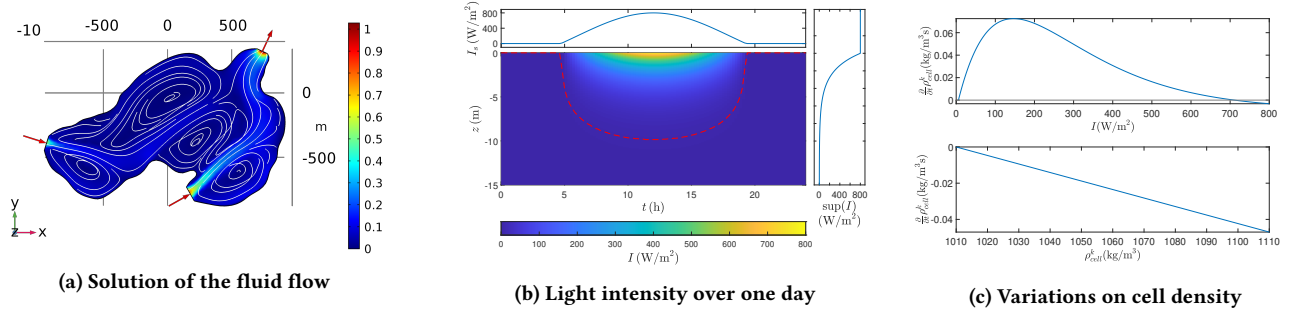 -10 -500 0 500
0
m
-500
y
z x
1
0.9
0.8
0.7
0.6
0.5
0.4
0.3
0.2
0.1
0
(a) Solution of the fluid flow
I_s (W/m²)
800
400
0
0
-5
-10
-15
z (m)
0 5 10 15 20
t (h)
0 800
sup(I)
(W/m²)
0 100 200 300 400 500 600 700 800
I (W/m²)
(b) Light intensity over one day
∂/∂t ρ^k_cell (kg/m³s)
0.06
0.04
0.02
0
0 100 200 300 400 500 600 700 800
I(W/m²)
∂/∂t ρ^k_cell (kg/m³s)
0
-0.02
-0.04
1010 1020 1030 1040 1050 1060 1070 1080 1090 1100 1110
ρ^k_cell(kg/m³)
(c) Variations on cell density